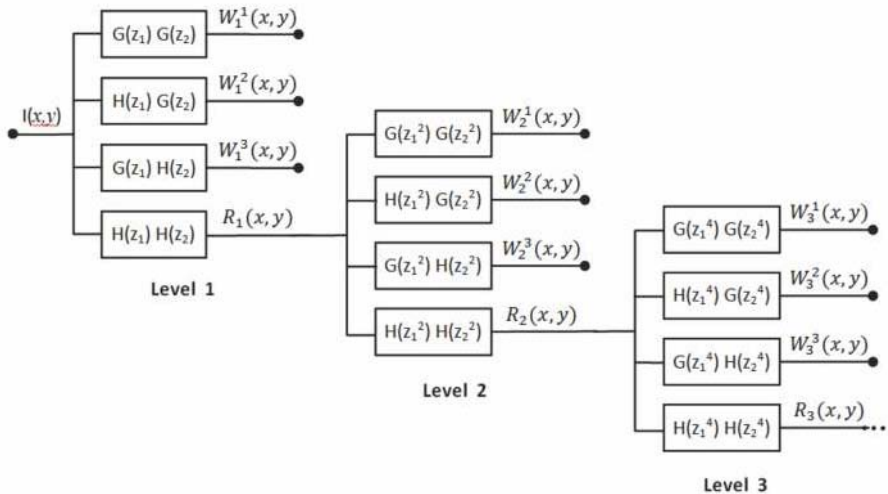 I(x,y)
G(z₁) G(z₂)
W₁¹(x, y)
H(z₁) G(z₂)
W₁²(x, y)
G(z₁) H(z₂)
W₁³(x, y)
H(z₁) H(z₂)
R₁(x, y)
Level 1
G(z₁²) G(z₂²)
W₂¹(x, y)
H(z₁²) G(z₂²)
W₂²(x, y)
G(z₁²) H(z₂²)
W₂³(x, y)
H(z₁²) H(z₂²)
R₂(x, y)
Level 2
G(z₁⁴) G(z₂⁴)
W₃¹(x, y)
H(z₁⁴) G(z₂⁴)
W₃²(x, y)
G(z₁⁴) H(z₂⁴)
W₃³(x, y)
H(z₁⁴) H(z₂⁴)
R₃(x, y)
Level 3